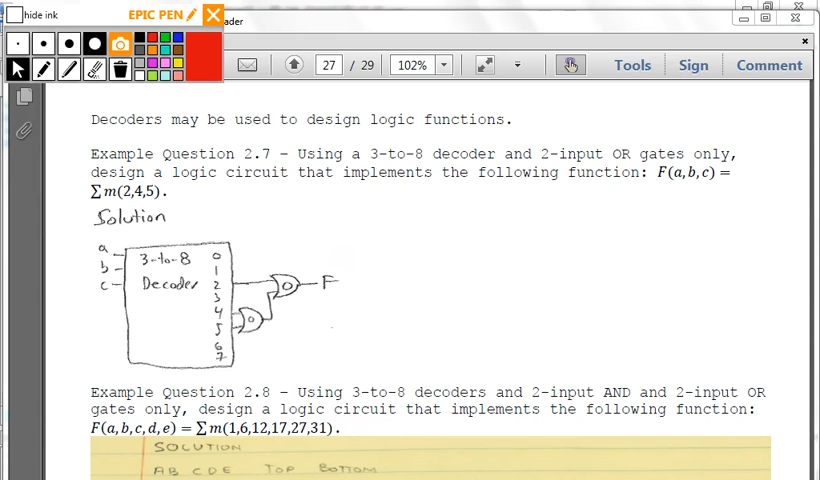 hide ink
EPIC PEN
ader
27 / 29
102%
Tools
Sign
Comment
Decoders may be used to design logic functions.
Example Question 2.7 – Using a 3-to-8 decoder and 2-input OR gates only,
design a logic circuit that implements the following function: F(a,b,c) =
∑m(2,4,5).
Solution
a
b
c
3-to-8
Decoder
0
1
2
3
4
5
6
7
F
Example Question 2.8 – Using 3-to-8 decoders and 2-input AND and 2-input OR
gates only, design a logic circuit that implements the following function:
F(a,b,c,d,e) = ∑m(1,6,12,17,27,31).
SOLUTION
AB CDE TOP BOTTOM